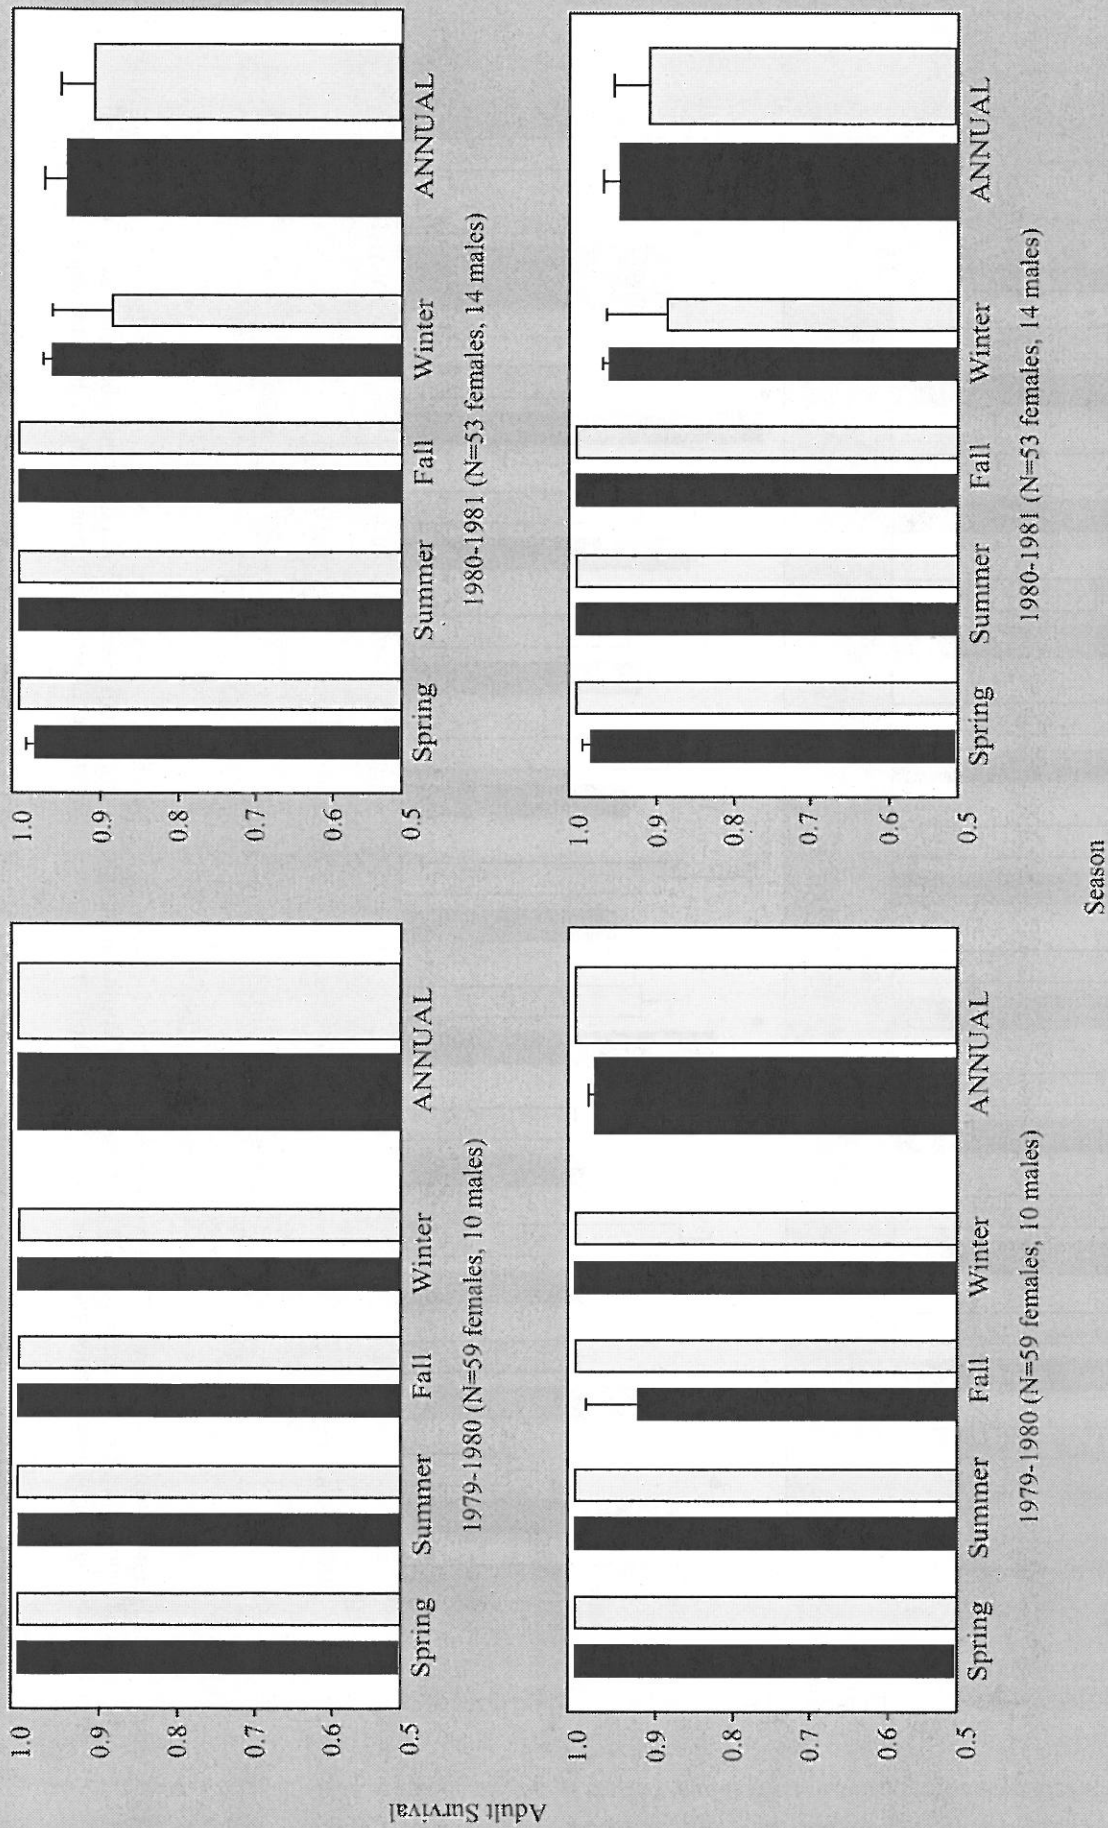 Adult Survival
1.0
0.9
0.8
0.7
0.6
0.5
Spring Summer Fall Winter ANNUAL
1979-1980 (N=59 females, 10 males)
1.0
0.9
0.8
0.7
0.6
0.5
Spring Summer Fall Winter ANNUAL
1980-1981 (N=53 females, 14 males)
1.0
0.9
0.8
0.7
0.6
0.5
Spring Summer Fall Winter ANNUAL
1979-1980 (N=59 females, 10 males)
1.0
0.9
0.8
0.7
0.6
0.5
Spring Summer Fall Winter ANNUAL
1980-1981 (N=53 females, 14 males)
Season